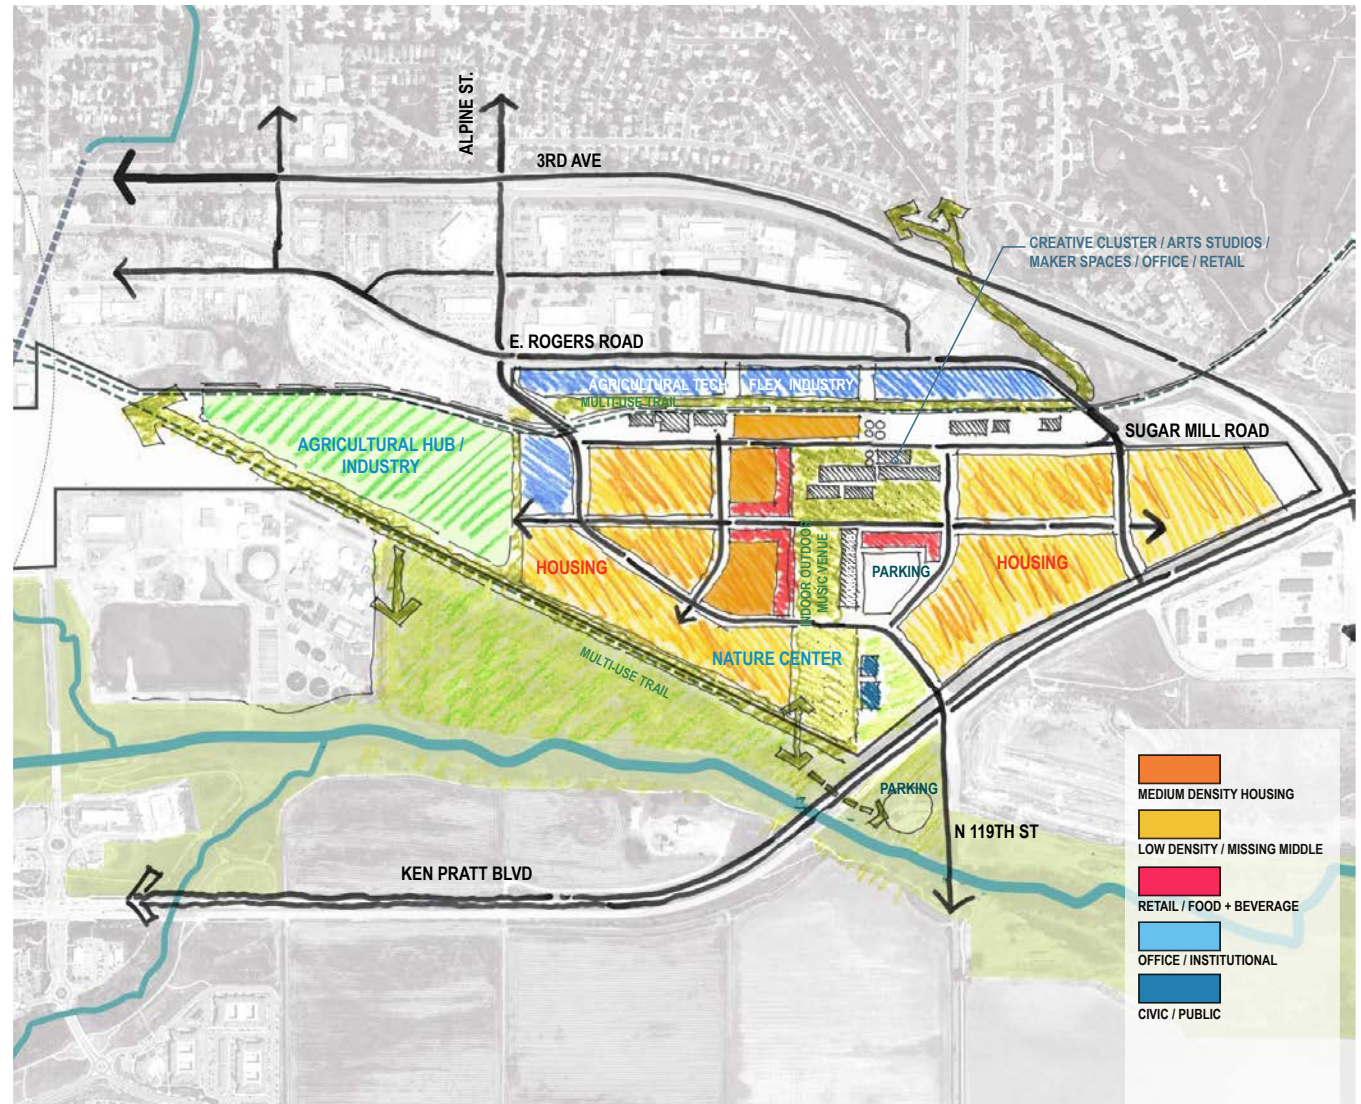 ALPINE ST.
3RD AVE
CREATIVE CLUSTER / ARTS STUDIOS /
MAKER SPACES / OFFICE / RETAIL
E. ROGERS ROAD
AGRICULTURAL TECH
FLEX INDUSTRY
MULTI-USE TRAIL
SUGAR MILL ROAD
AGRICULTURAL HUB /
INDUSTRY
HOUSING
INDOOR OUTDOOR
MUSIC VENUE
PARKING
HOUSING
NATURE CENTER
MULTI-USE TRAIL
PARKING
N 119TH ST
KEN PRATT BLVD
MEDIUM DENSITY HOUSING
LOW DENSITY / MISSING MIDDLE
RETAIL / FOOD + BEVERAGE
OFFICE / INSTITUTIONAL
CIVIC / PUBLIC